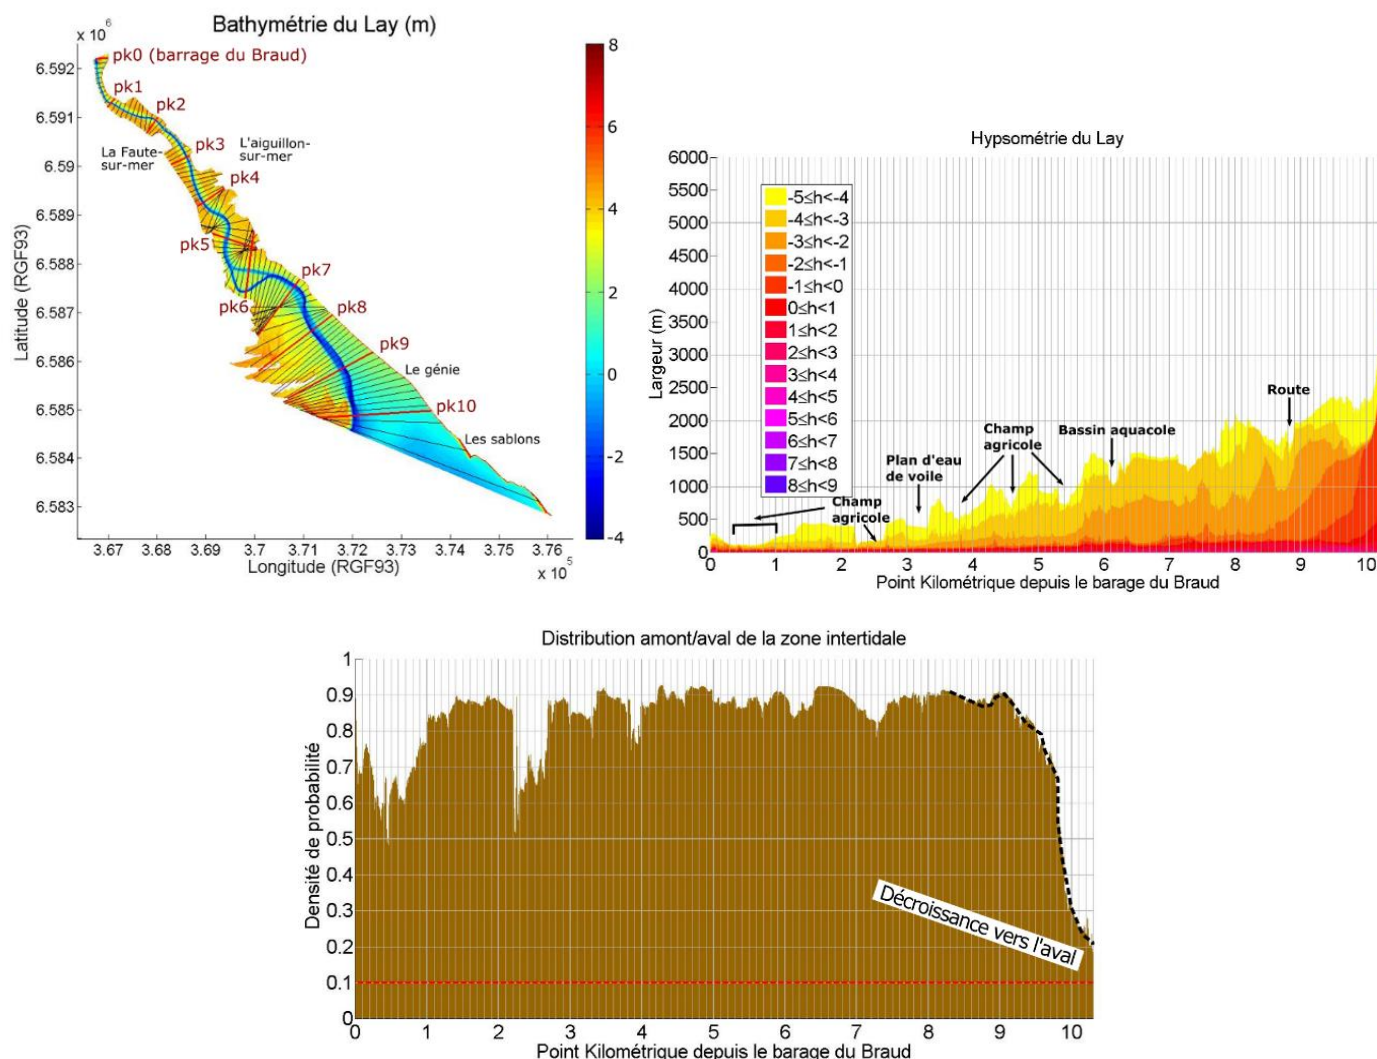 Bathymétrie du Lay (m)
x 10⁶
pk0 (barrage du Braud)
pk1
pk2
pk3
La Faute-
sur-mer
L'aiguillon-
sur-mer
pk4
pk5
pk6
pk7
pk8
pk9
Le génie
pk10
Les sablons
6.592
6.591
6.59
6.589
6.588
6.587
6.586
6.585
6.584
6.583
Latitude (RGF93)
3.67 3.68 3.69 3.7 3.71 3.72 3.73 3.74 3.75 3.76
Longitude (RGF93)
x 10⁵
8
6
4
2
0
-2
-4
Hypsométrie du Lay
6000
5500
5000
4500
4000
3500
3000
2500
2000
1500
1000
500
0
Largeur (m)
-5≤h<-4
-4≤h<-3
-3≤h<-2
-2≤h<-1
-1≤h<0
0≤h<1
1≤h<2
2≤h<3
3≤h<4
4≤h<5
5≤h<6
6≤h<7
7≤h<8
8≤h<9
Champ
agricole
Plan d'eau
de voile
Champ
agricole
Bassin aquacole
Route
0 1 2 3 4 5 6 7 8 9 10
Point Kilométrique depuis le barage du Braud
Distribution amont/aval de la zone intertidale
1
0.9
0.8
0.7
0.6
0.5
0.4
0.3
0.2
0.1
0
Densité de probabilité
Décroissance vers l'aval
0 1 2 3 4 5 6 7 8 9 10
Point Kilométrique depuis le barage du Braud